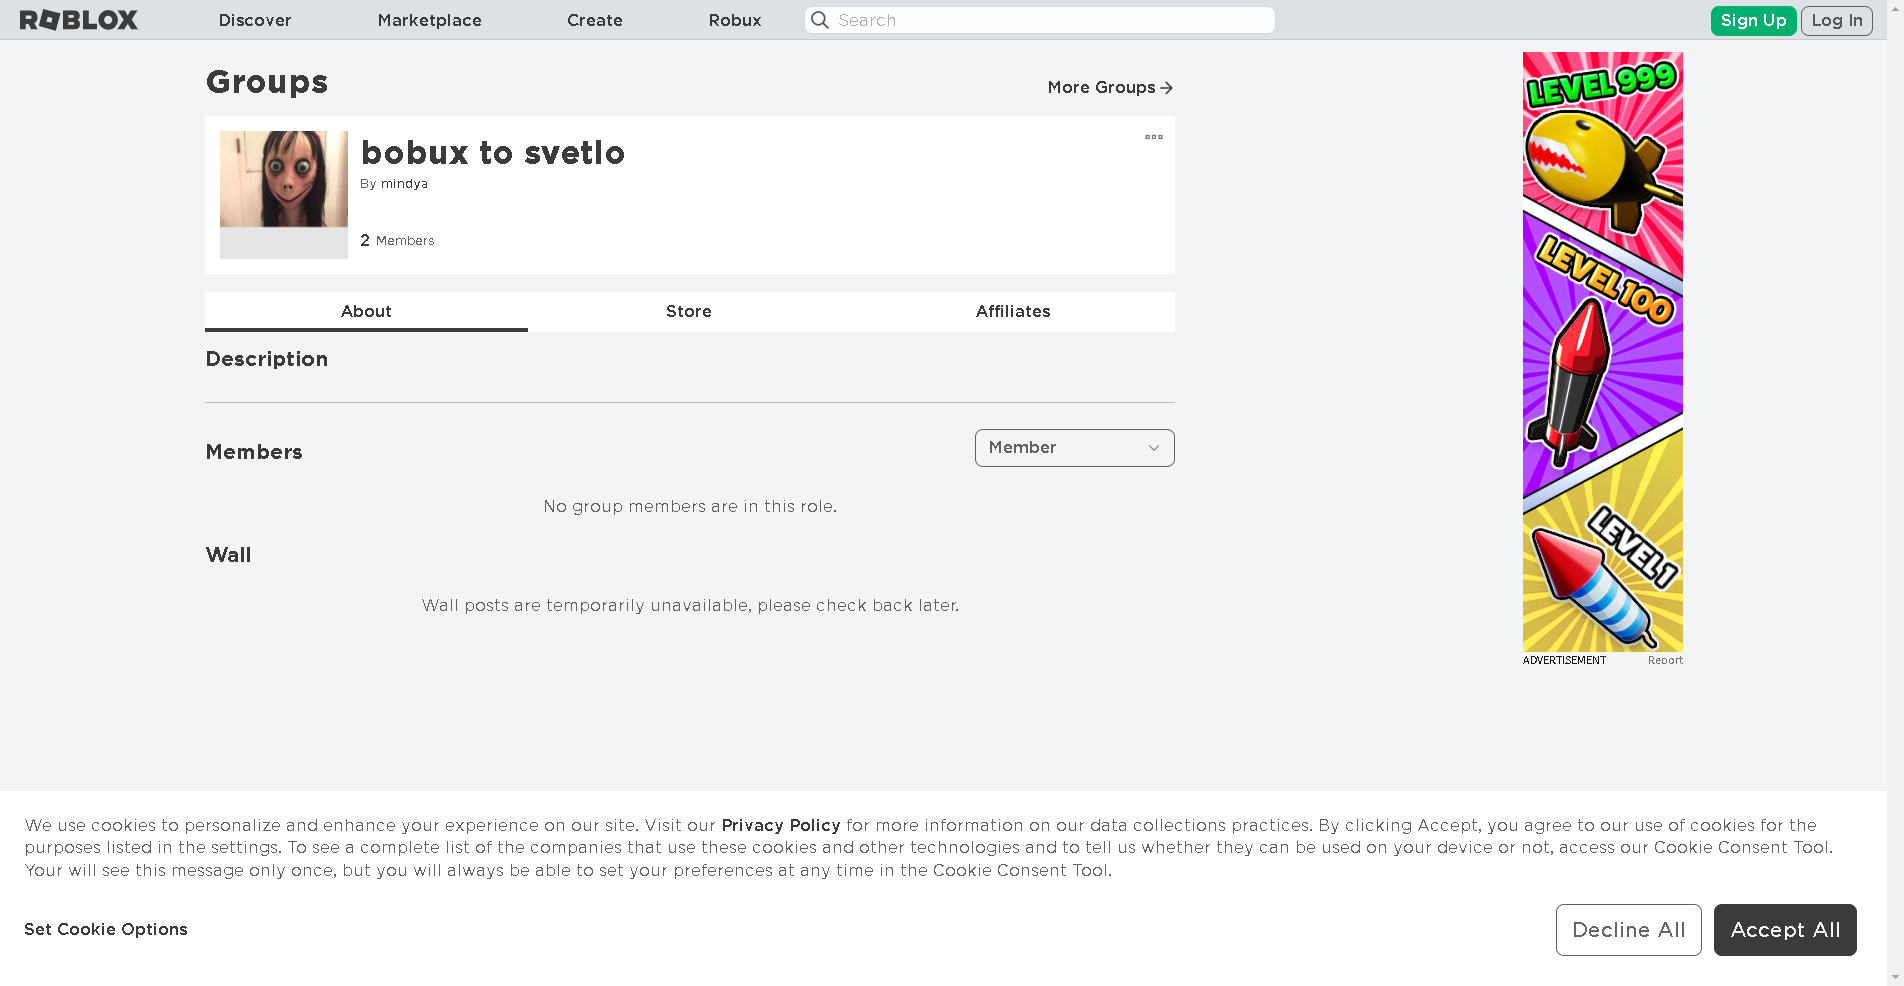 ROBLOX
Discover
Marketplace
Create
Robux
Search
Sign Up
Log In
Groups
More Groups
bobux to svetlo
By mindya
2 Members
About
Store
Affiliates
Description
Members
Member
No group members are in this role.
Wall
Wall posts are temporarily unavailable, please check back later.
LEVEL 999
LEVEL 100
LEVEL 1
ADVERTISEMENT
Report
We use cookies to personalize and enhance your experience on our site. Visit our Privacy Policy for more information on our data collections practices. By clicking Accept, you agree to our use of cookies for the
purposes listed in the settings. To see a complete list of the companies that use these cookies and other technologies and to tell us whether they can be used on your device or not, access our Cookie Consent Tool.
Your will see this message only once, but you will always be able to set your preferences at any time in the Cookie Consent Tool.
Set Cookie Options
Decline All
Accept All